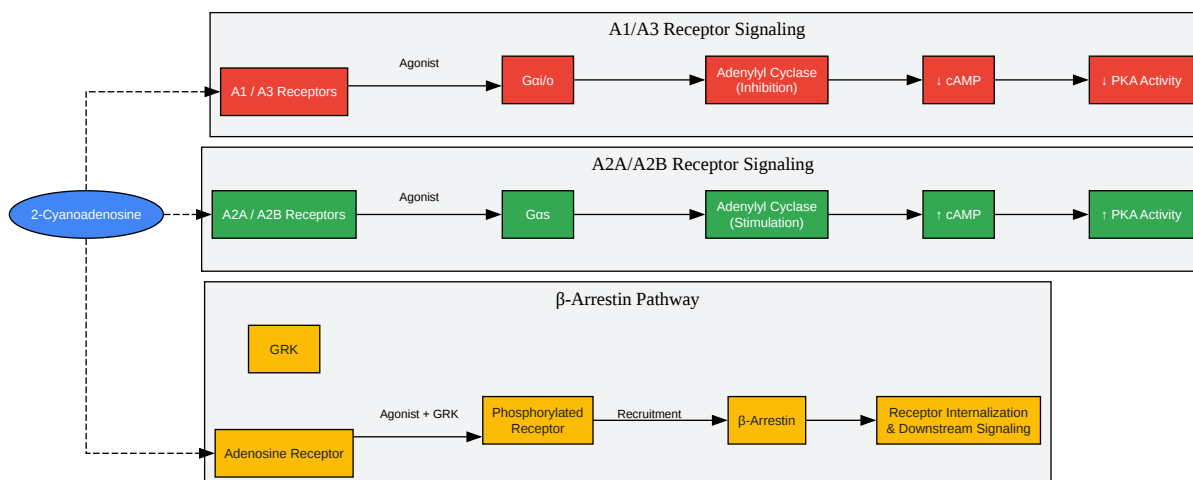 A1/A3 Receptor Signaling
A1 / A3 Receptors
Agonist
Gαi/o
Adenylyl Cyclase
(Inhibition)
↓ cAMP
↓ PKA Activity
2-Cyanoadenosine
A2A/A2B Receptor Signaling
A2A / A2B Receptors
Agonist
Gαs
Adenylyl Cyclase
(Stimulation)
↑ cAMP
↑ PKA Activity
β-Arrestin Pathway
GRK
Adenosine Receptor
Agonist + GRK
Phosphorylated
Receptor
Recruitment
β-Arrestin
Receptor Internalization
& Downstream Signaling